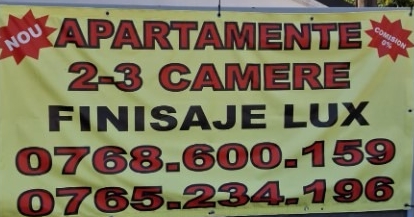 NOU
APARTAMENTE
COMISION 0%
2-3 CAMERE
FINISAJE LUX
0768.600.159
0765.234.196